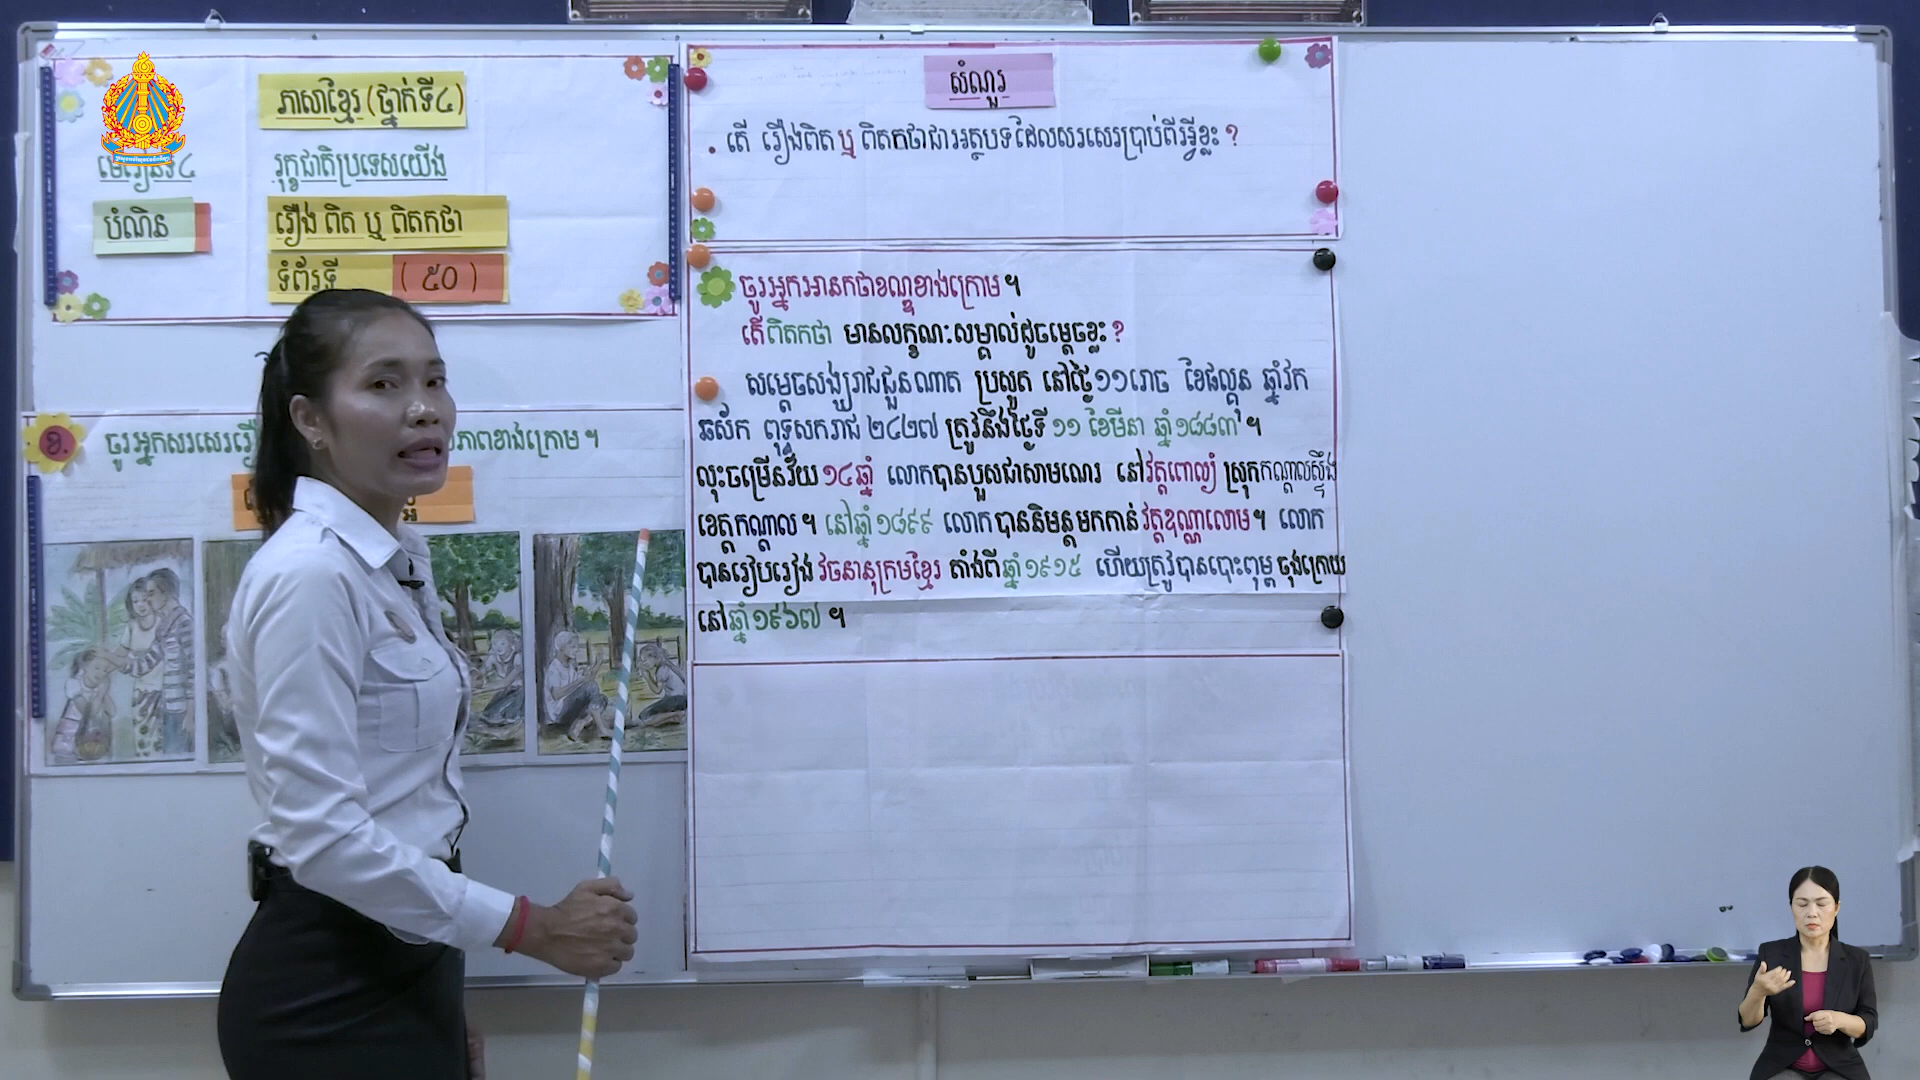 ភាសាខ្មែរ (ថ្នាក់ទី៤)
មេរៀនទី៤
រុក្ខជាតិប្រទេសយើង
បំណិន
រឿង ពិត ឬ ពិតកថា
ទំព័រទី ( ៥០ )
ខ.
ចូរអ្នកសរសេររឿ
ភាពខាងក្រោម ។
សំណួរ
. តើ រឿងពិត ឬ ពិតកថាជាអត្ថបទដែលសរសេរប្រាប់ពីអ្វីខ្លះ ?
ចូរអ្នកអានកថាខណ្ឌខាងក្រោម ។
តើពិតកថា មានលក្ខណៈសម្គាល់ដូចម្ដេចខ្លះ ?
សម្ដេចសង្ឃរាជជួនណាត ប្រសូត នៅថ្ងៃ១១រោច ខែផល្គុន ឆ្នាំវក
ឆស័ក ពុទ្ធសករាជ ២៤២៧ ត្រូវនឹងថ្ងៃទី ១១ ខែមីនា ឆ្នាំ១៨៨៣ ។
លុះចម្រើនវ័យ ១៤ឆ្នាំ លោកបានបួសជាសាមណេរ នៅវត្តពោល្យំ ស្រុកកណ្ដាលស្ទឹង
ខេត្តកណ្ដាល ។ នៅឆ្នាំ ១៨៩៩ លោកបាននិមន្តមកកាន់ វត្តឧណ្ណាលោម ។ លោក
បានរៀបរៀង វចនានុក្រមខ្មែរ តាំងពីឆ្នាំ១៩១៥ ហើយត្រូវបានបោះពុម្ព ចុងក្រោយ
នៅឆ្នាំ១៩៦៧ ។